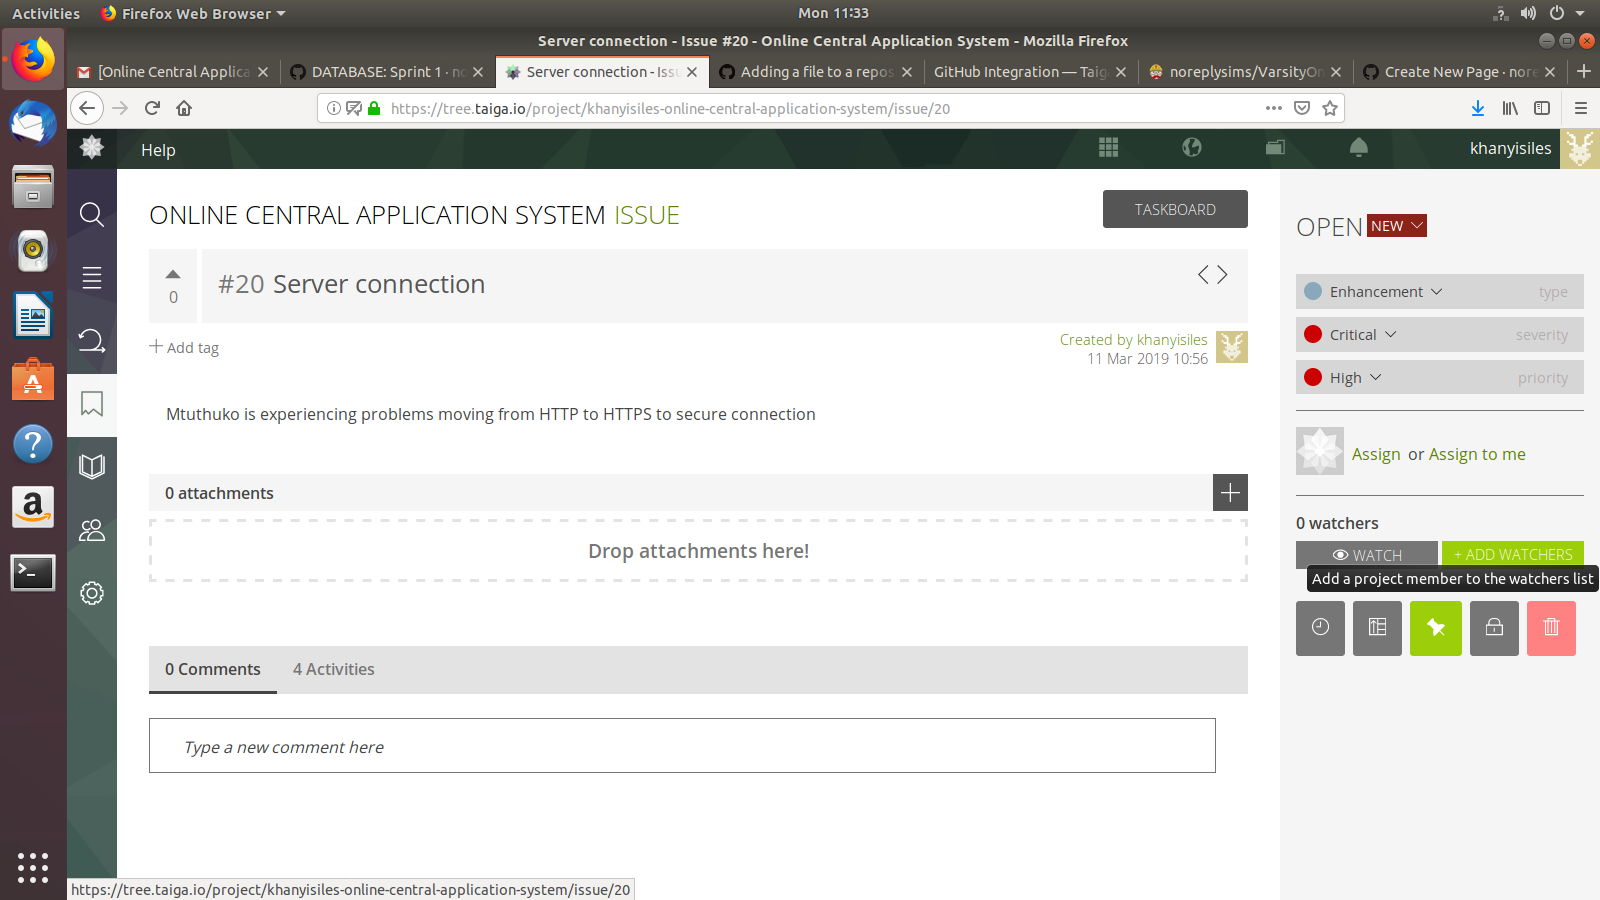 Activities
Firefox Web Browser
Mon 11:33
Server connection - Issue #20 - Online Central Application System - Mozilla Firefox
[Online Central Applica
DATABASE: Sprint 1 · no
Server connection - Issu
Adding a file to a repos
GitHub Integration — Taig
noreplysims/VarsityOn
Create New Page · nore
https://tree.taiga.io/project/khanyisiles-online-central-application-system/issue/20
Help
khanyisiles
ONLINE CENTRAL APPLICATION SYSTEM ISSUE
TASKBOARD
0
#20 Server connection
Add tag
Created by khanyisiles
11 Mar 2019 10:56
Mtuthuko is experiencing problems moving from HTTP to HTTPS to secure connection
0 attachments
Drop attachments here!
0 Comments
4 Activities
Type a new comment here
OPEN NEW
Enhancement type
Critical severity
High priority
Assign or Assign to me
0 watchers
WATCH
+ ADD WATCHERS
Add a project member to the watchers list
https://tree.taiga.io/project/khanyisiles-online-central-application-system/issue/20